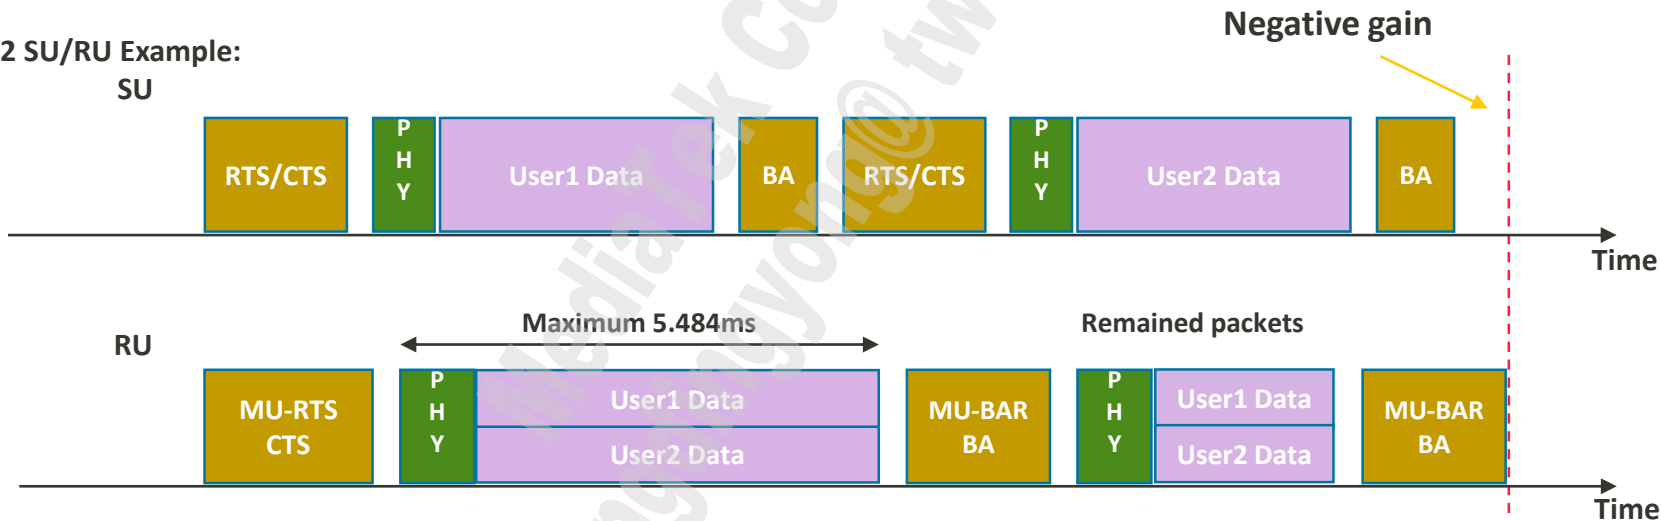 Negative gain
2 SU/RU Example:
SU
RTS/CTS
P
H
Y
User1 Data
BA
RTS/CTS
P
H
Y
User2 Data
BA
Time
RU
Maximum 5.484ms
Remained packets
MU-RTS
CTS
P
H
Y
User1 Data
User2 Data
MU-BAR
BA
P
H
Y
User1 Data
User2 Data
MU-BAR
BA
Time
MediaTek